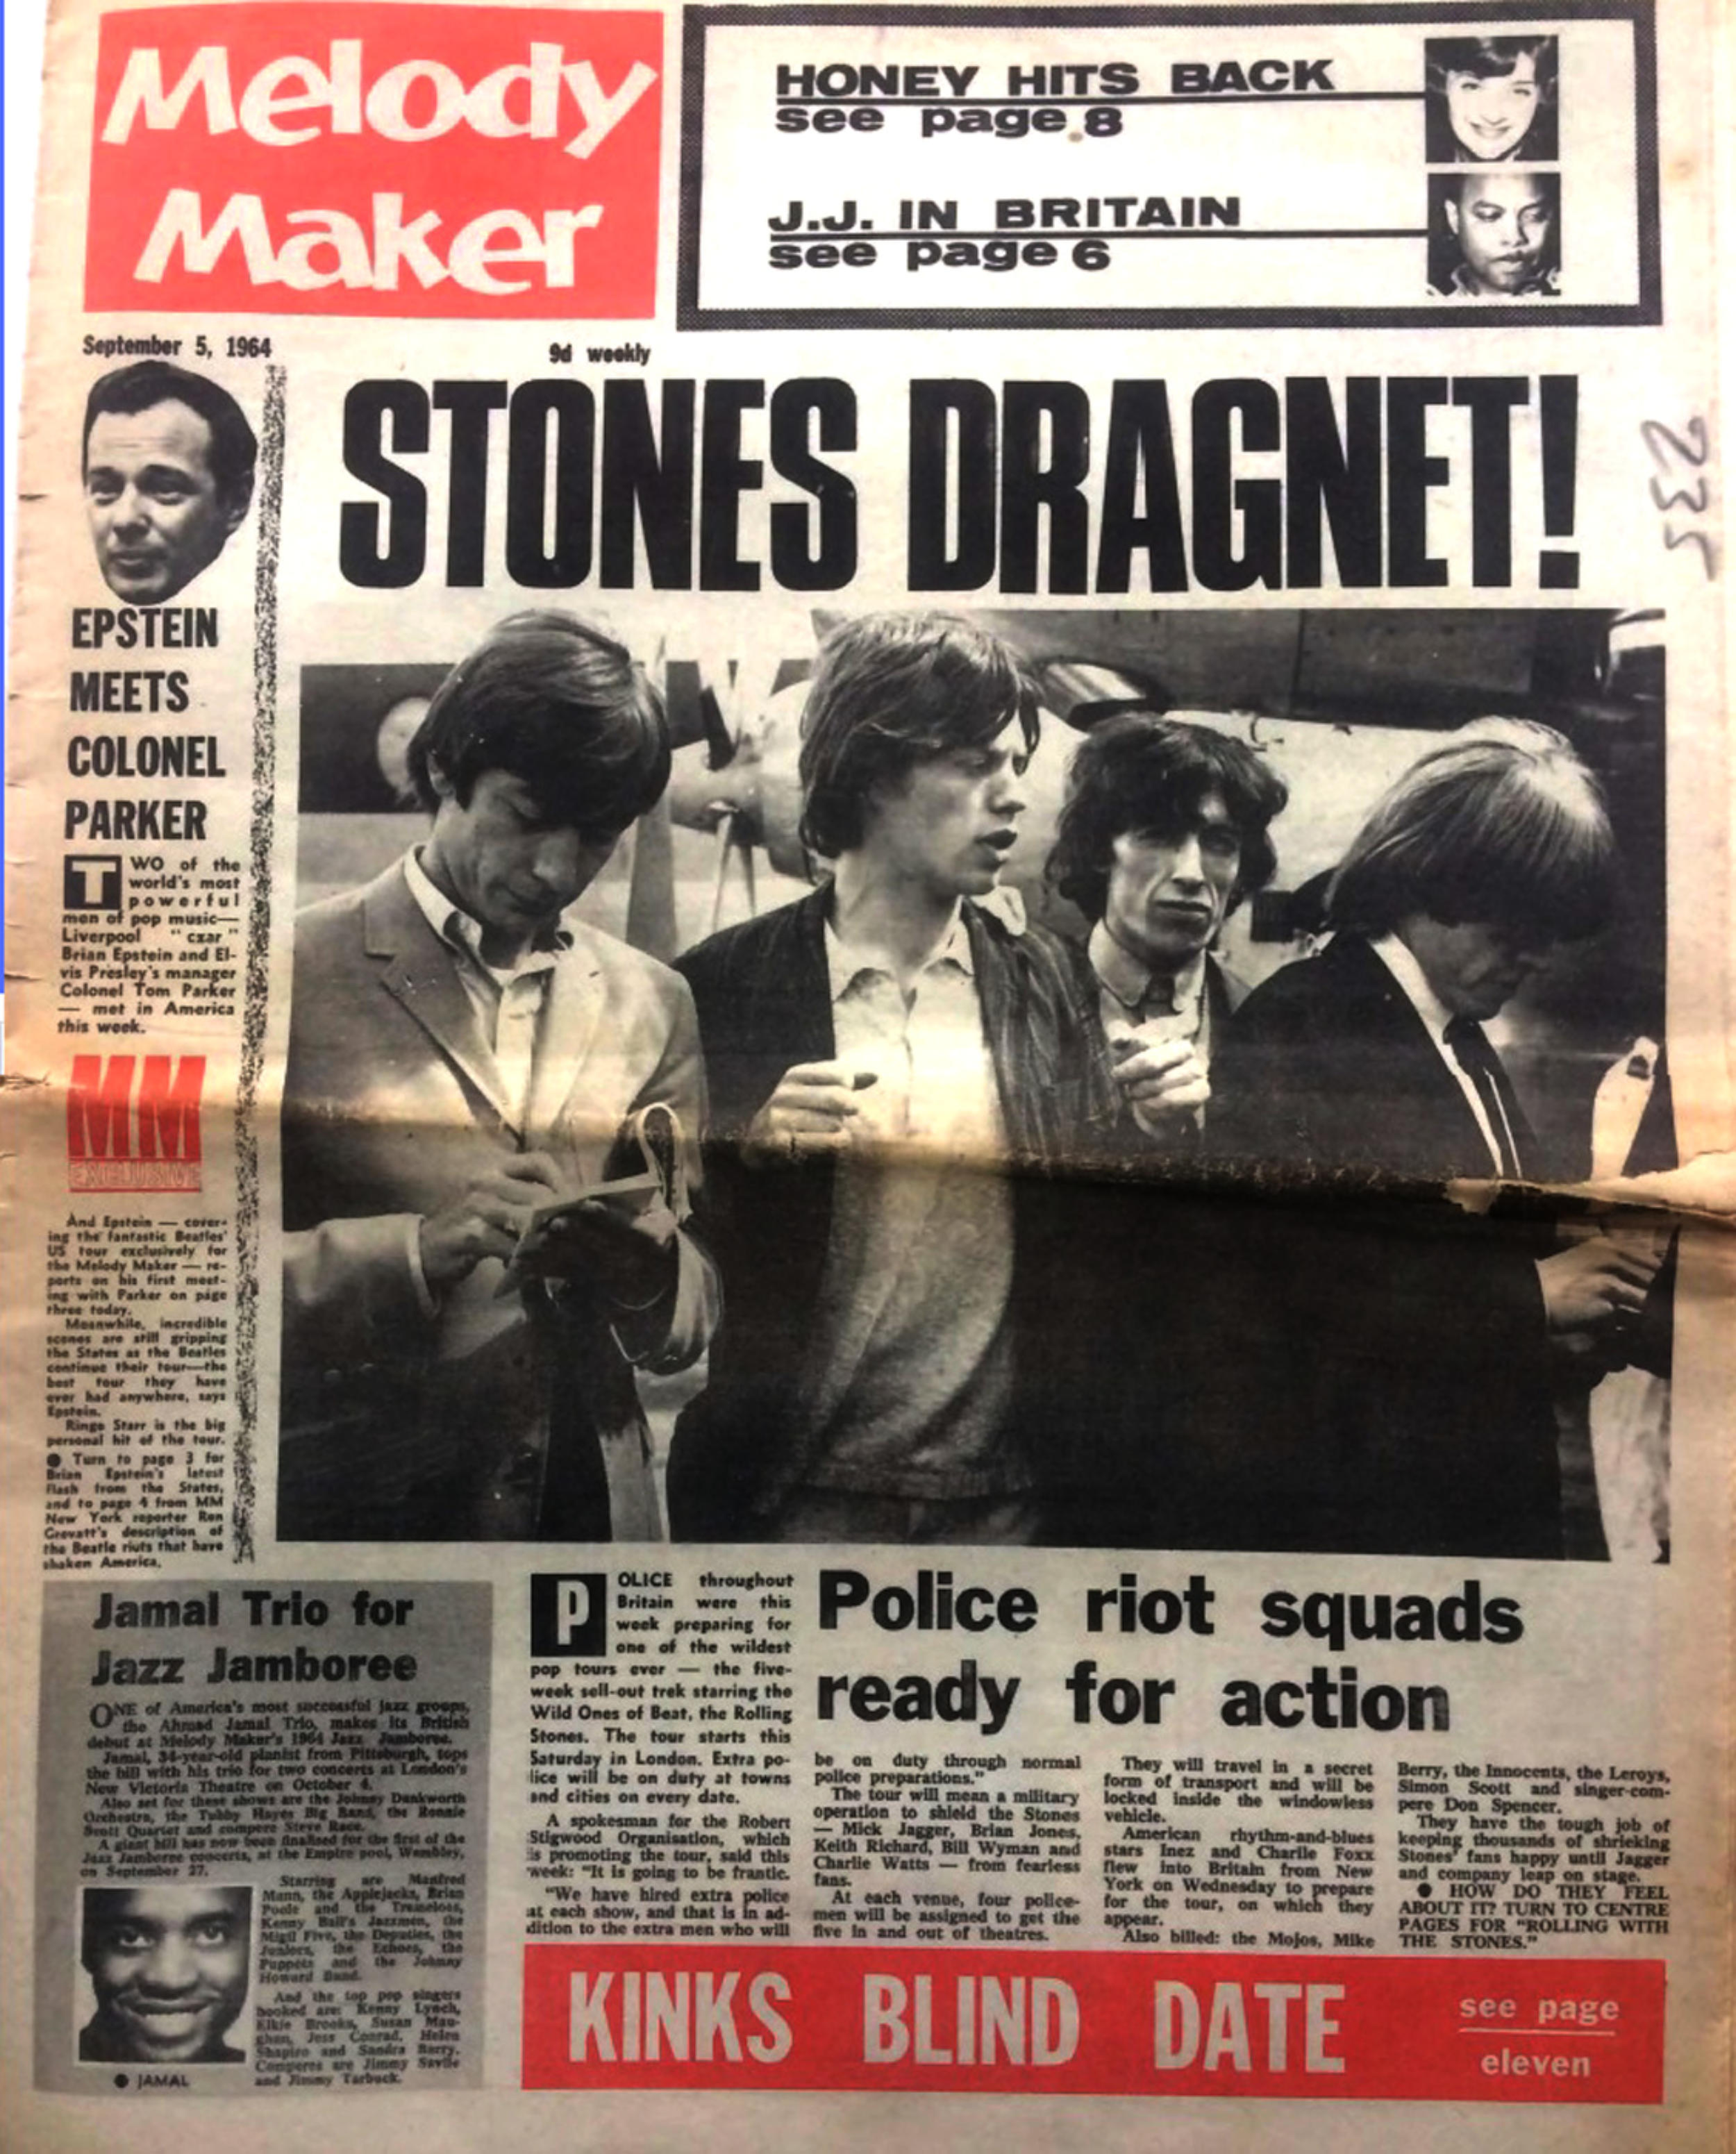 Melody
Maker
HONEY HITS BACK
see page 8
J.J. IN BRITAIN
see page 6
September 5, 1964
9d weekly
STONES DRAGNET!
235
EPSTEIN
MEETS
COLONEL
PARKER
TWO of the
world's most
powerful
men of pop music—
Liverpool "czar"
Brian Epstein and El-
vis Presley's manager
Colonel Tom Parker
— met in America
this week.
MM
EXCLUSIVE
And Epstein — cover-
ing the fantastic Beatles'
US tour exclusively for
the Melody Maker — re-
ports on his first meet-
ing with Parker on page
three today.
Meanwhile, incredible
scenes are still gripping
the States as the Beatles
continue their tour—the
best tour they have
ever had anywhere, says
Epstein.
Ringo Starr is the big
personal hit of the tour.
● Turn to page 3 for
Brian Epstein's latest
flash from the States,
and to page 4 from MM
New York reporter Ren
Grevatt's description of
the Beatle riots that have
shaken America.
Jamal Trio for
Jazz Jamboree
ONE of America's most successful jazz groups,
the Ahmad Jamal Trio, makes its British
debut at Melody Maker's 1964 Jazz Jamboree.
Jamal, 34-year-old pianist from Pittsburgh, tops
the bill with his trio for two concerts at London's
New Victoria Theatre on October 4.
Also set for these shows are the Johnny Dankworth
Orchestra, the Tubby Hayes Big Band, the Ronnie
Scott Quartet and compere Steve Race.
A giant bill has now been finalised for the first of the
Jazz Jamboree concerts, at the Empire pool, Wembley,
on September 27.
Starring are Manfred
Mann, the Applejacks, Brian
Poole and the Tremeloes,
Kenny Ball's Jazzmen, the
Migil Five, the Deputies, the
Juniors, the Echoes, the
Puppets and the Johnny
Howard Band.
And the top pop singers
booked are: Kenny Lynch,
Elkie Brooks, Susan Mau-
ghan, Jess Conrad, Helen
Shapiro and Sandra Barry.
Comperes are Jimmy Savile
and Jimmy Tarbuck.
● JAMAL
POLICE throughout
Britain were this
week preparing for
one of the wildest
pop tours ever — the five-
week sell-out trek starring the
Wild Ones of Beat, the Rolling
Stones. The tour starts this
Saturday in London. Extra po-
lice will be on duty at towns
and cities on every date.
A spokesman for the Robert
Stigwood Organisation, which
is promoting the tour, said this
week: "It is going to be frantic.
"We have hired extra police
at each show, and that is in ad-
dition to the extra men who will
Police riot squads
ready for action
be on duty through normal
police preparations."
The tour will mean a military
operation to shield the Stones
— Mick Jagger, Brian Jones,
Keith Richard, Bill Wyman and
Charlie Watts — from fearless
fans.
At each venue, four police-
men will be assigned to get the
five in and out of theatres.
They will travel in a secret
form of transport and will be
locked inside the windowless
vehicle.
American rhythm-and-blues
stars Inez and Charlie Foxx
flew into Britain from New
York on Wednesday to prepare
for the tour, on which they
appear.
Also billed: the Mojos, Mike
Berry, the Innocents, the Leroys,
Simon Scott and singer-com-
pere Don Spencer.
They have the tough job of
keeping thousands of shrieking
Stones' fans happy until Jagger
and company leap on stage.
● HOW DO THEY FEEL
ABOUT IT? TURN TO CENTRE
PAGES FOR "ROLLING WITH
THE STONES."
KINKS BLIND DATE
see page
eleven